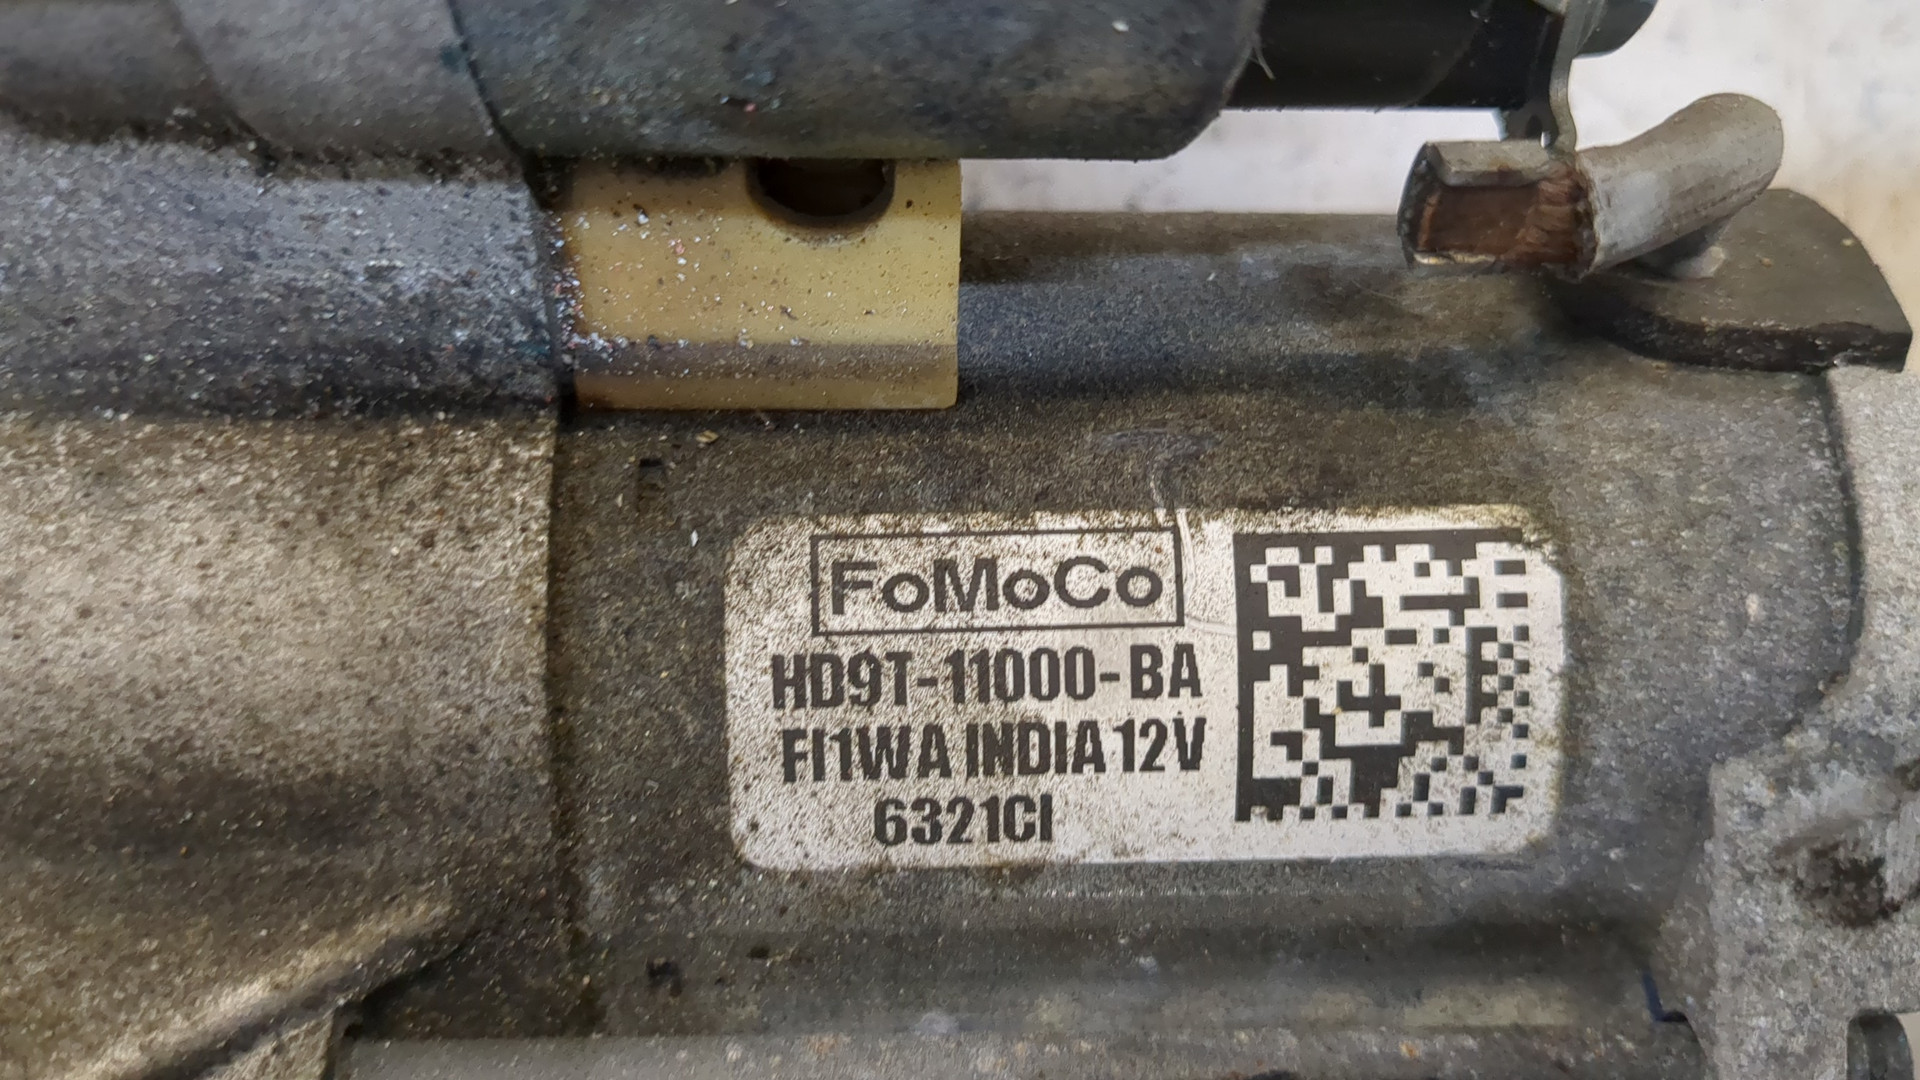 FoMoCo
HD9T-11000-BA
FI1WA INDIA 12V
6321CI